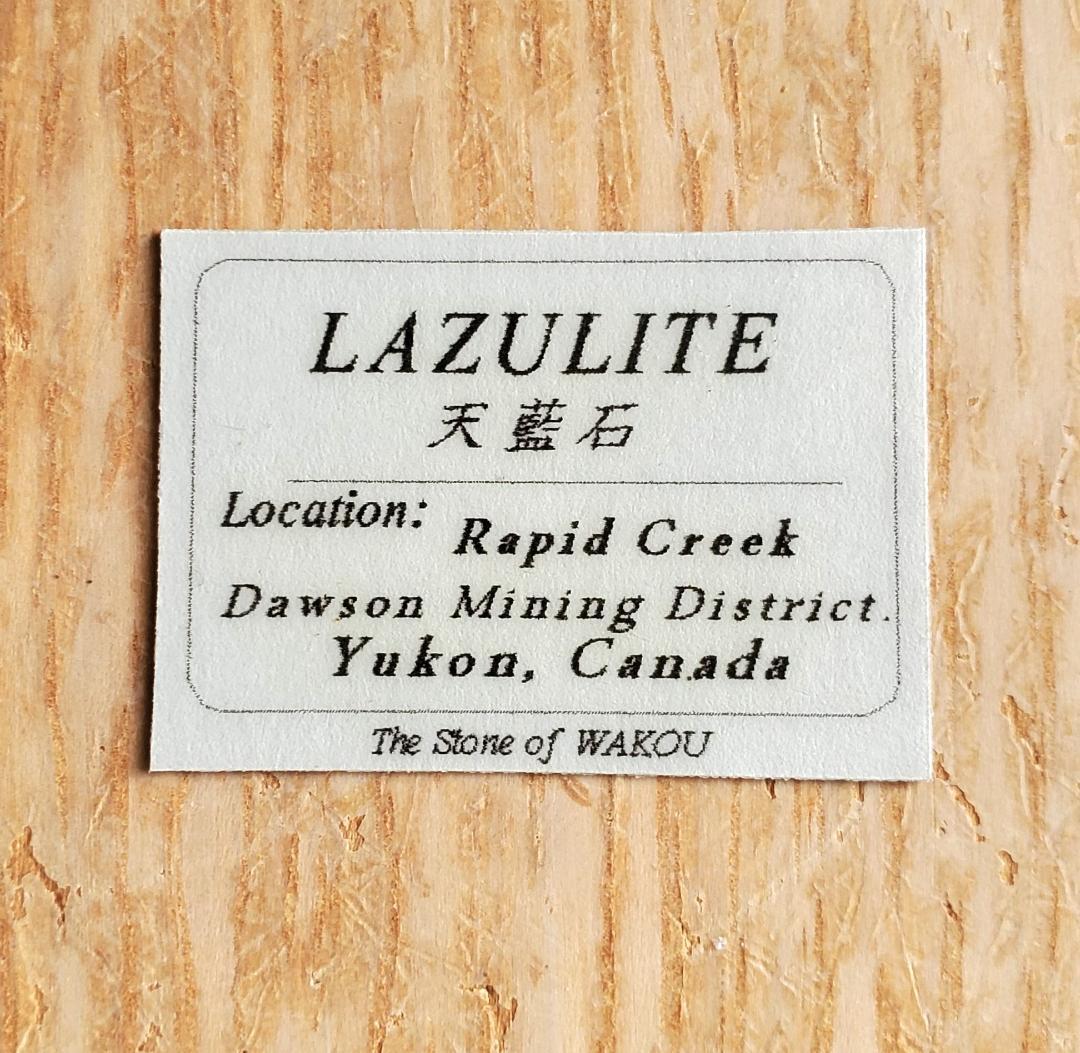 LAZULITE
天藍石
Location: Rapid Creek
Dawson Mining District.
Yukon, Canada
The Stone of WAKOU